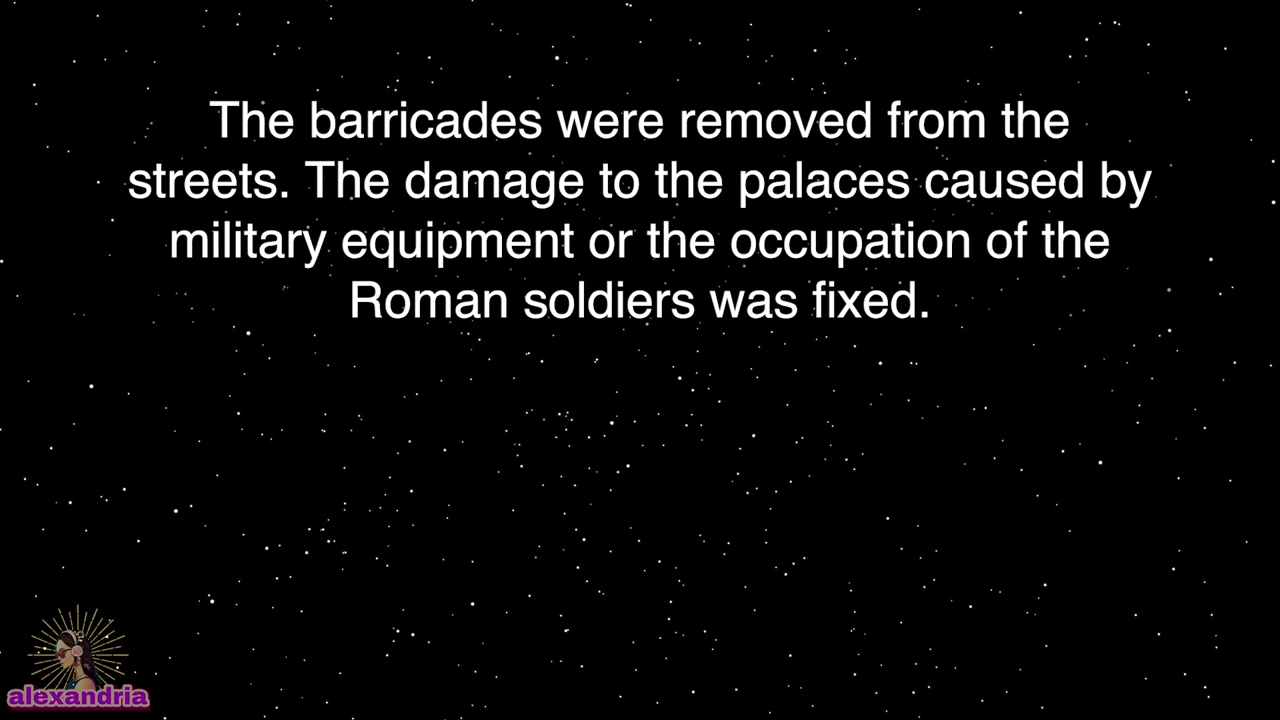 The barricades were removed from the
streets. The damage to the palaces caused by
military equipment or the occupation of the
Roman soldiers was fixed.
alexandria